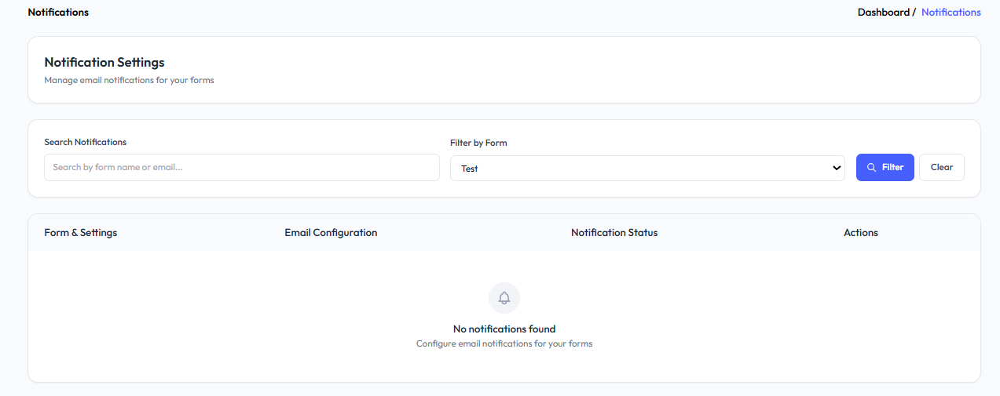 Notifications
Dashboard / Notifications
Notification Settings
Manage email notifications for your forms
Search Notifications
Filter by Form
Search by form name or email...
Test
Filter
Clear
Form & Settings
Email Configuration
Notification Status
Actions
No notifications found
Configure email notifications for your forms